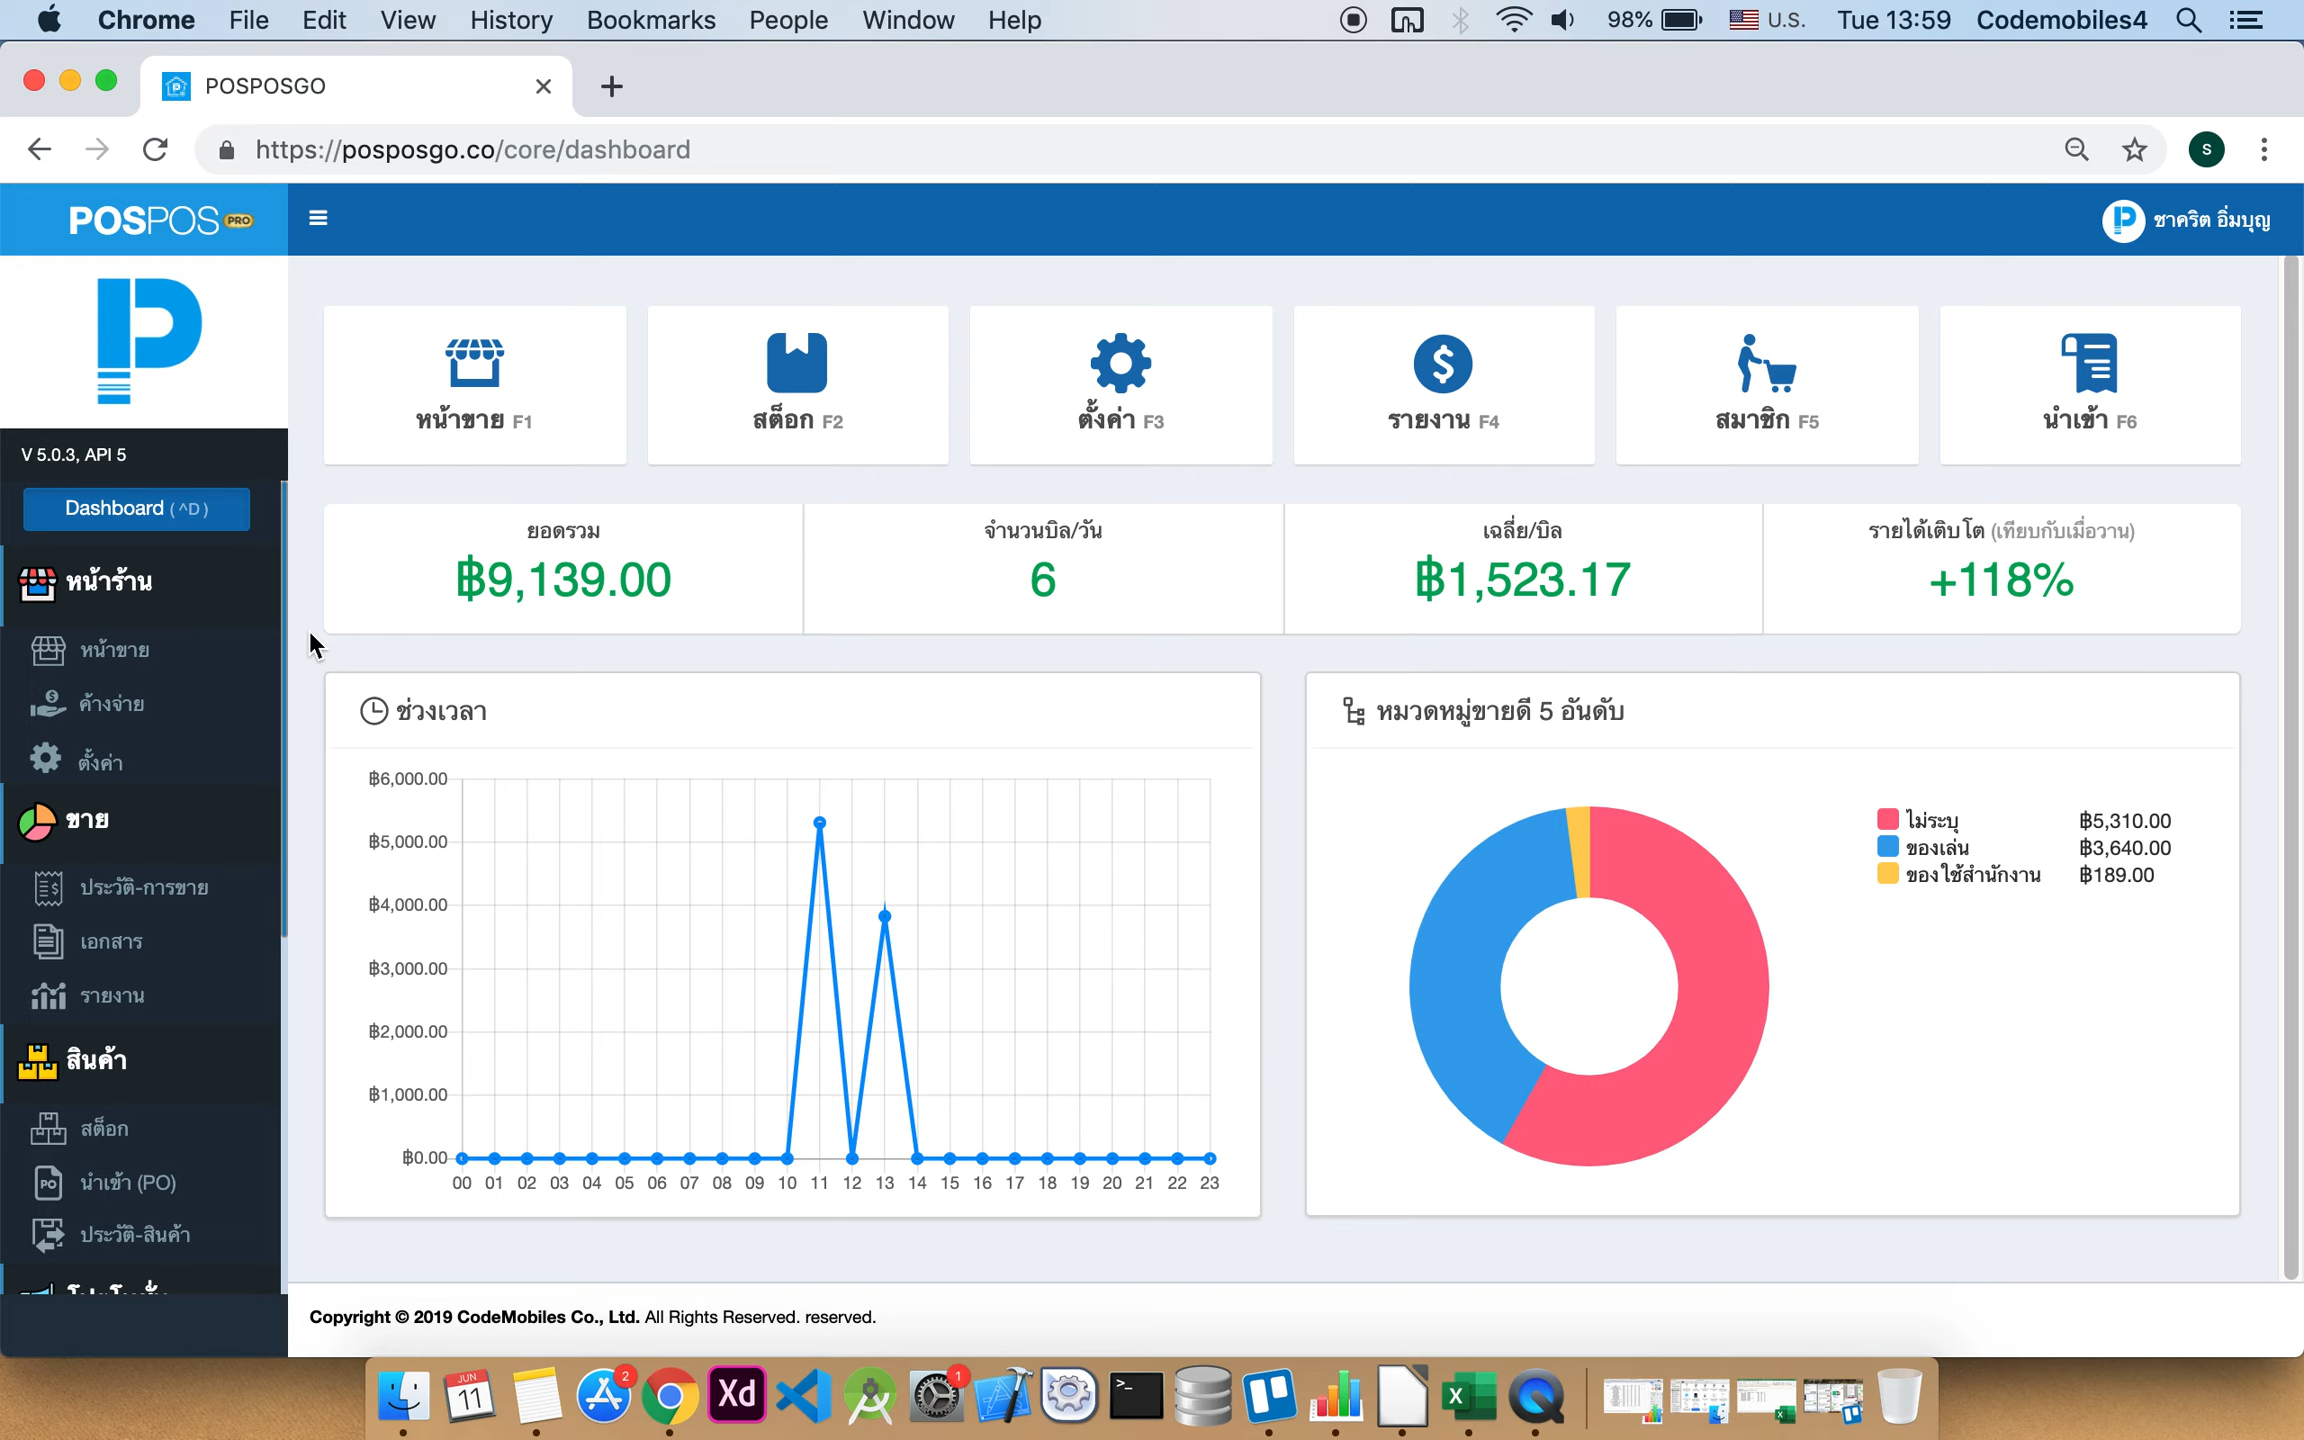 Chrome File Edit View History Bookmarks People Window Help 98% U.S. Tue 13:59 Codemobiles4
POSPOSGO
https://posposgo.co/core/dashboard S
POSPOS PRO
ชาคริต อิ่มบุญ
V 5.0.3, API 5
Dashboard (^D)
หน้าร้าน
หน้าขาย
ค้างจ่าย
ตั้งค่า
ขาย
ประวัติ-การขาย
เอกสาร
รายงาน
สินค้า
สต็อก
PO นำเข้า (PO)
ประวัติ-สินค้า
หน้าขาย F1
สต็อก F2
ตั้งค่า F3
รายงาน F4
สมาชิก F5
นำเข้า F6
ยอดรวม
฿9,139.00
จำนวนบิล/วัน
6
เฉลี่ย/บิล
฿1,523.17
รายได้เติบโต (เทียบกับเมื่อวาน)
+118%
ช่วงเวลา
฿6,000.00
฿5,000.00
฿4,000.00
฿3,000.00
฿2,000.00
฿1,000.00
฿0.00
00 01 02 03 04 05 06 07 08 09 10 11 12 13 14 15 16 17 18 19 20 21 22 23
หมวดหมู่ขายดี 5 อันดับ
ไม่ระบุ ฿5,310.00
ของเล่น ฿3,640.00
ของใช้สำนักงาน ฿189.00
Copyright © 2019 CodeMobiles Co., Ltd. All Rights Reserved. reserved.
JUN
11
2
Xd
1